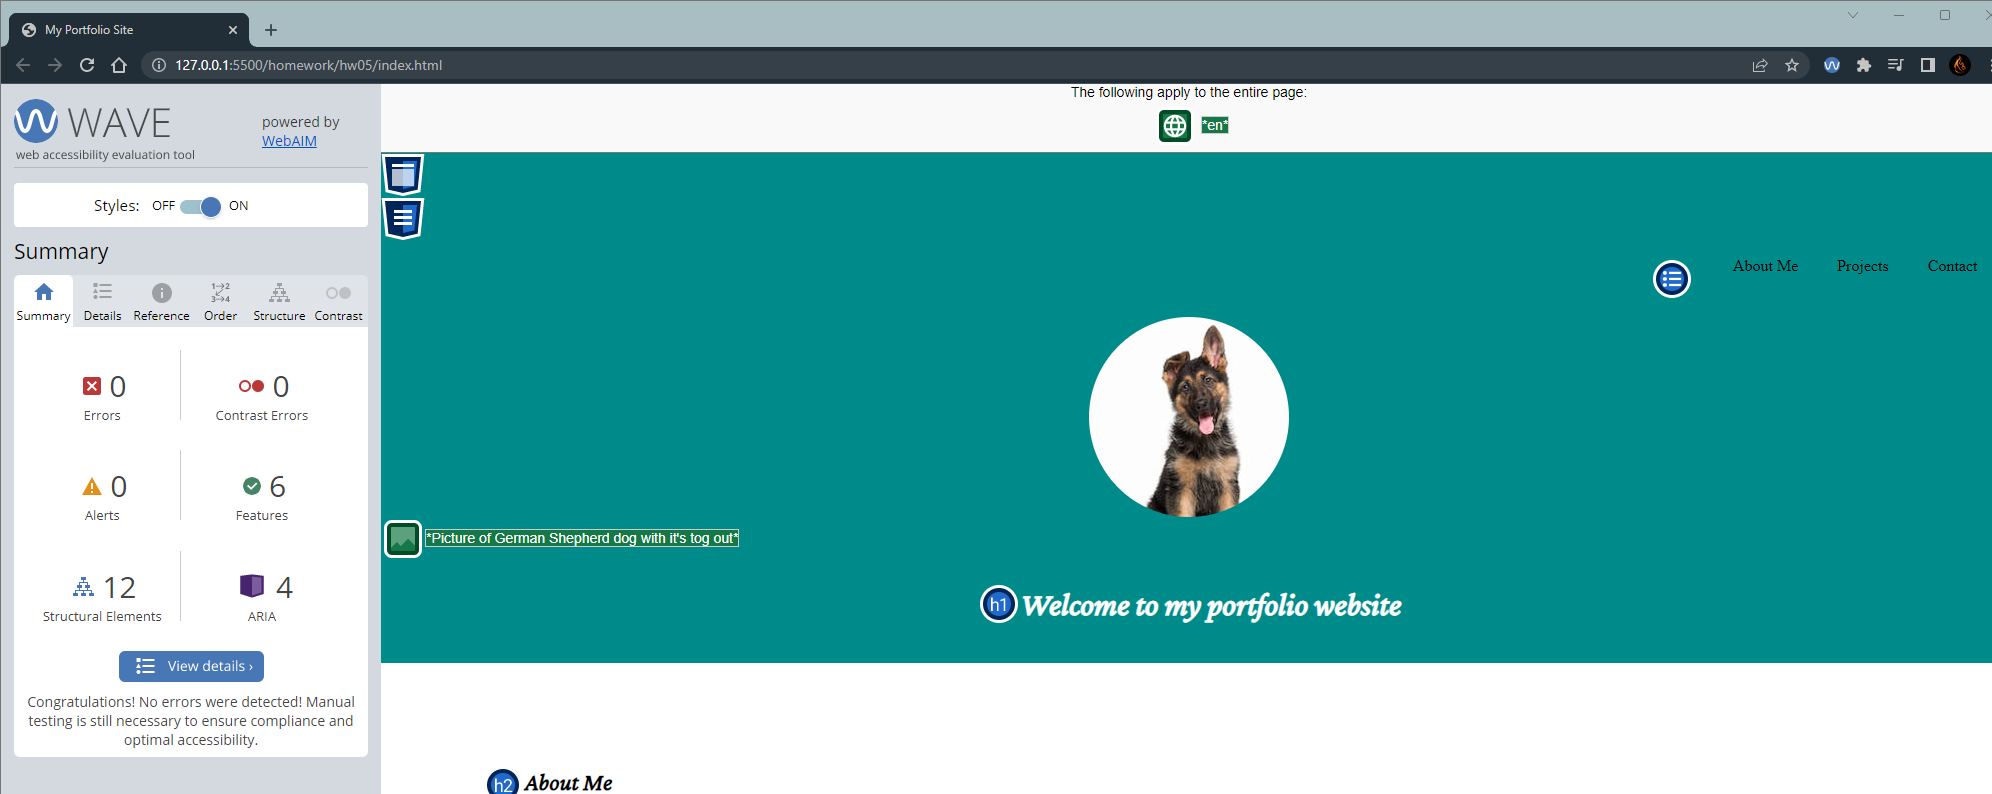 My Portfolio Site
127.0.0.1:5500/homework/hw05/index.html
WAVE
powered by
WebAIM
web accessibility evaluation tool
Styles: OFF ON
Summary
Summary Details Reference Order Structure Contrast
0
Errors
0
Contrast Errors
0
Alerts
6
Features
12
Structural Elements
4
ARIA
View details ›
Congratulations! No errors were detected! Manual
testing is still necessary to ensure compliance and
optimal accessibility.
The following apply to the entire page:
*en*
About Me Projects Contact
*Picture of German Shepherd dog with it's tog out*
h1 Welcome to my portfolio website
h2 About Me